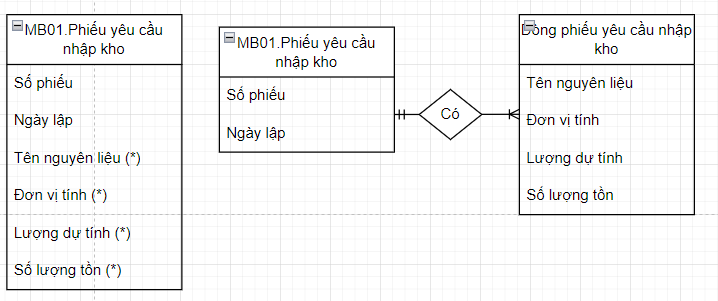 MB01.Phiếu yêu cầu
nhập kho
Số phiếu
Ngày lập
Tên nguyên liệu (*)
Đơn vị tính (*)
Lượng dự tính (*)
Số lượng tồn (*)
MB01.Phiếu yêu cầu
nhập kho
Số phiếu
Ngày lập
Có
Dòng phiếu yêu cầu nhập
kho
Tên nguyên liệu
Đơn vị tính
Lượng dự tính
Số lượng tồn